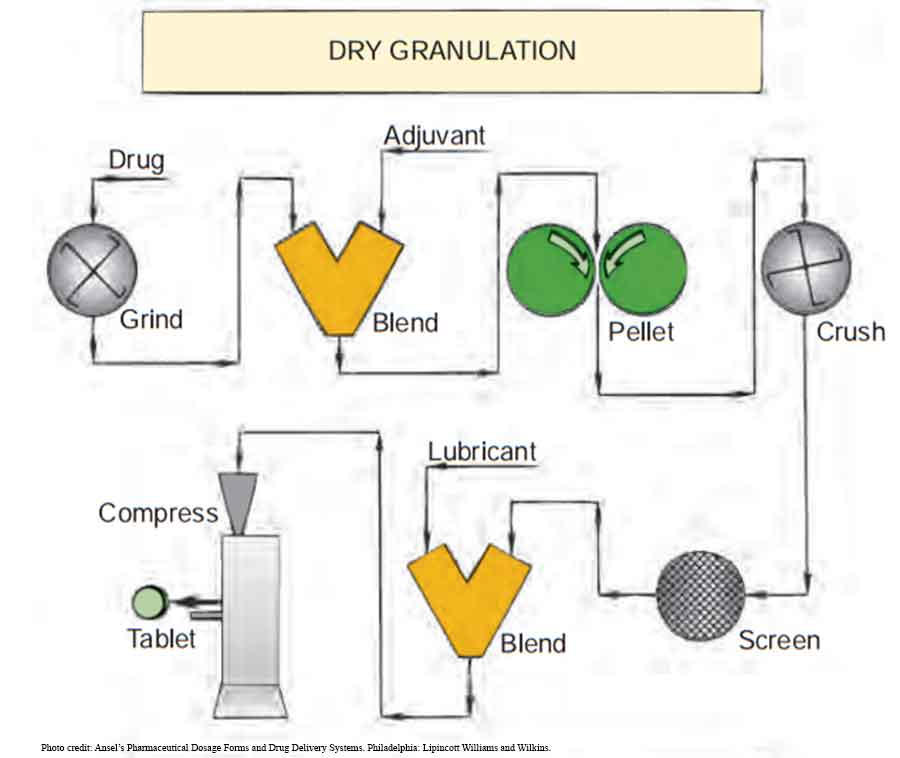 DRY GRANULATION
Drug
Adjuvant
Grind
Blend
Pellet
Crush
Lubricant
Compress
Tablet
Blend
Screen
Photo credit: Ansel's Pharmaceutical Dosage Forms and Drug Delivery Systems. Philadelphia: Lipincott Williams and Wilkins.